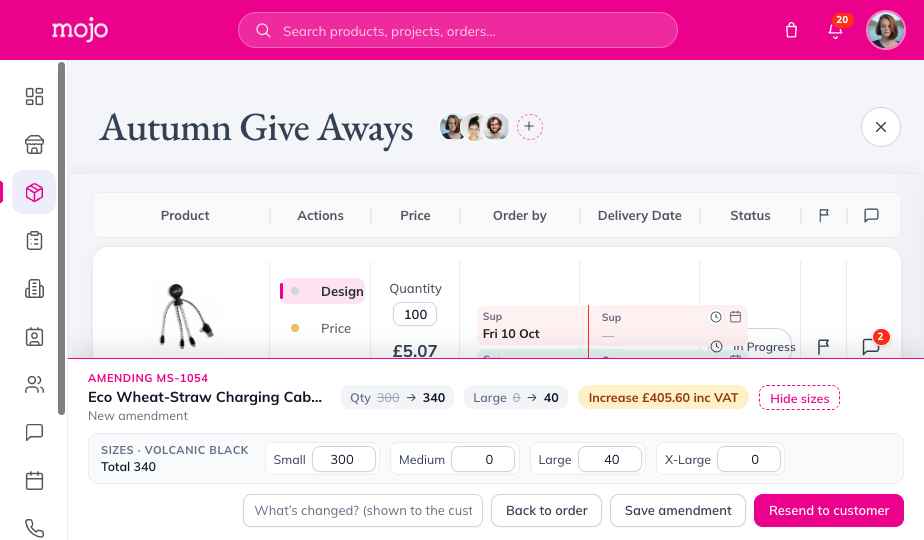 mojo
Search products, projects, orders...
20
Autumn Give Aways
Product Actions Price Order by Delivery Date Status
Design
Price
Quantity
100
£5.07
Sup
Fri 10 Oct
Sup
—
In Progress
2
AMENDING MS-1054
Eco Wheat-Straw Charging Cab...
New amendment
Qty 300 → 340
Large 0 → 40
Increase £405.60 inc VAT
Hide sizes
SIZES · VOLCANIC BLACK
Total 340
Small 300
Medium 0
Large 40
X-Large 0
What's changed? (shown to the cust
Back to order
Save amendment
Resend to customer